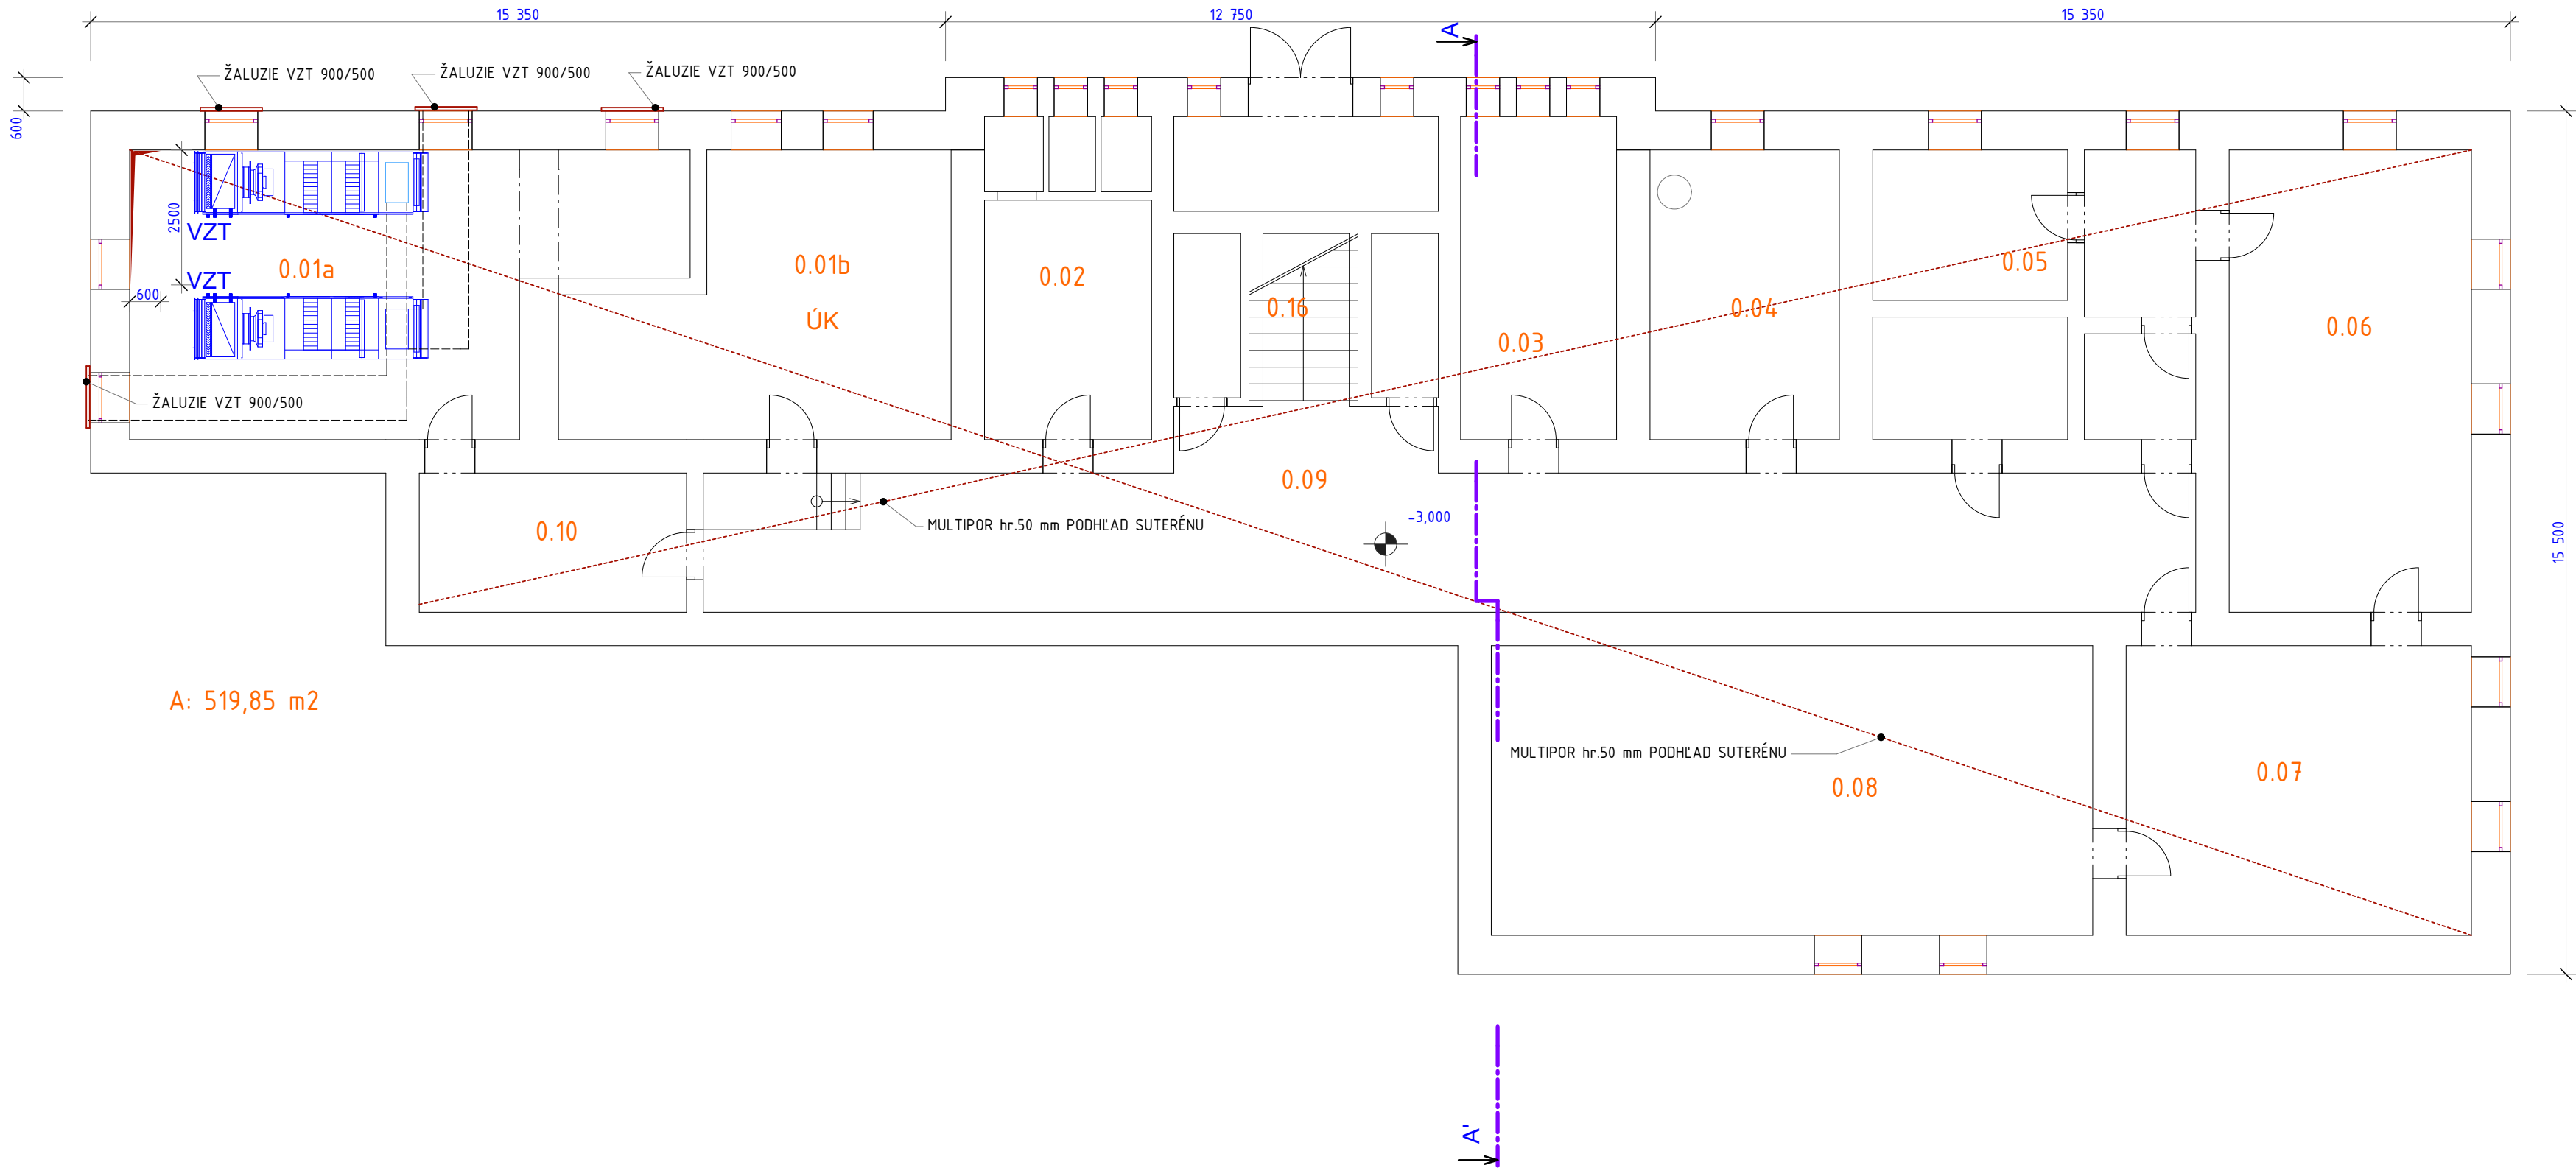 15 350
12 750
15 350
A
ŽALUZIE VZT 900/500
ŽALUZIE VZT 900/500
ŽALUZIE VZT 900/500
600
2500
VZT
VZT
600
0.01a
0.01b
ÚK
0.02
0.16
0.03
0.04
0.05
0.06
ŽALUZIE VZT 900/500
0.09
0.10
MULTIPOR hr.50 mm PODHĽAD SUTERÉNU
-3,000
15 500
A: 519,85 m2
MULTIPOR hr.50 mm PODHĽAD SUTERÉNU
0.08
0.07
A'